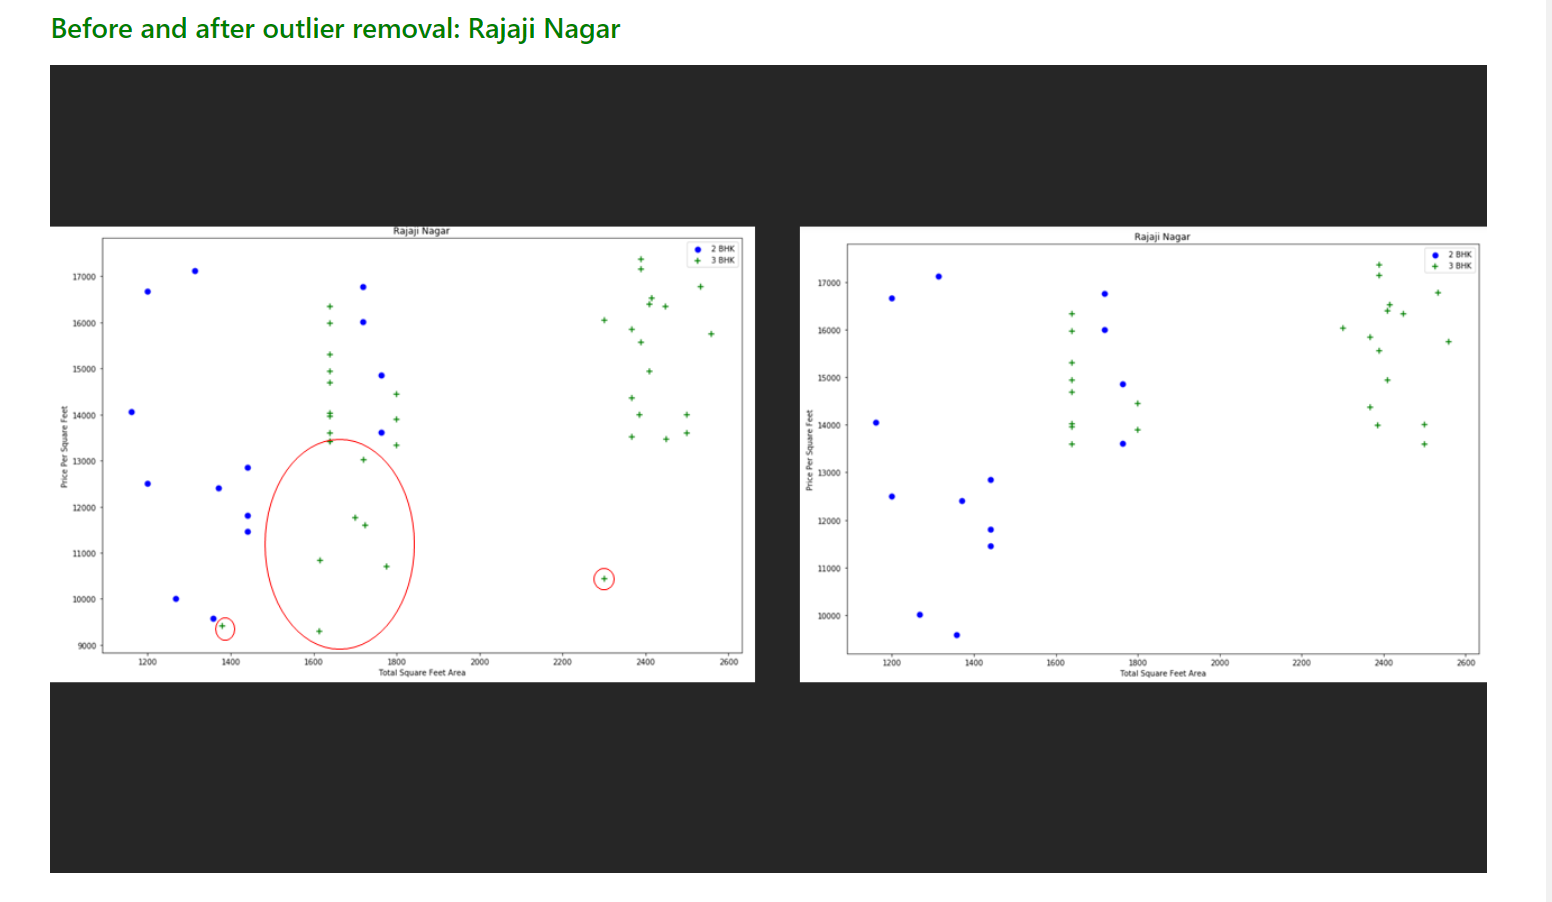 Before and after outlier removal: Rajaji Nagar
Rajaji Nagar
2 BHK
3 BHK
17000
16000
15000
14000
13000
12000
11000
10000
9000
Price Per Square Feet
1200 1400 1600 1800 2000 2200 2400 2600
Total Square Feet Area
Rajaji Nagar
2 BHK
3 BHK
17000
16000
15000
14000
13000
12000
11000
10000
Price Per Square Feet
1200 1400 1600 1800 2000 2200 2400 2600
Total Square Feet Area